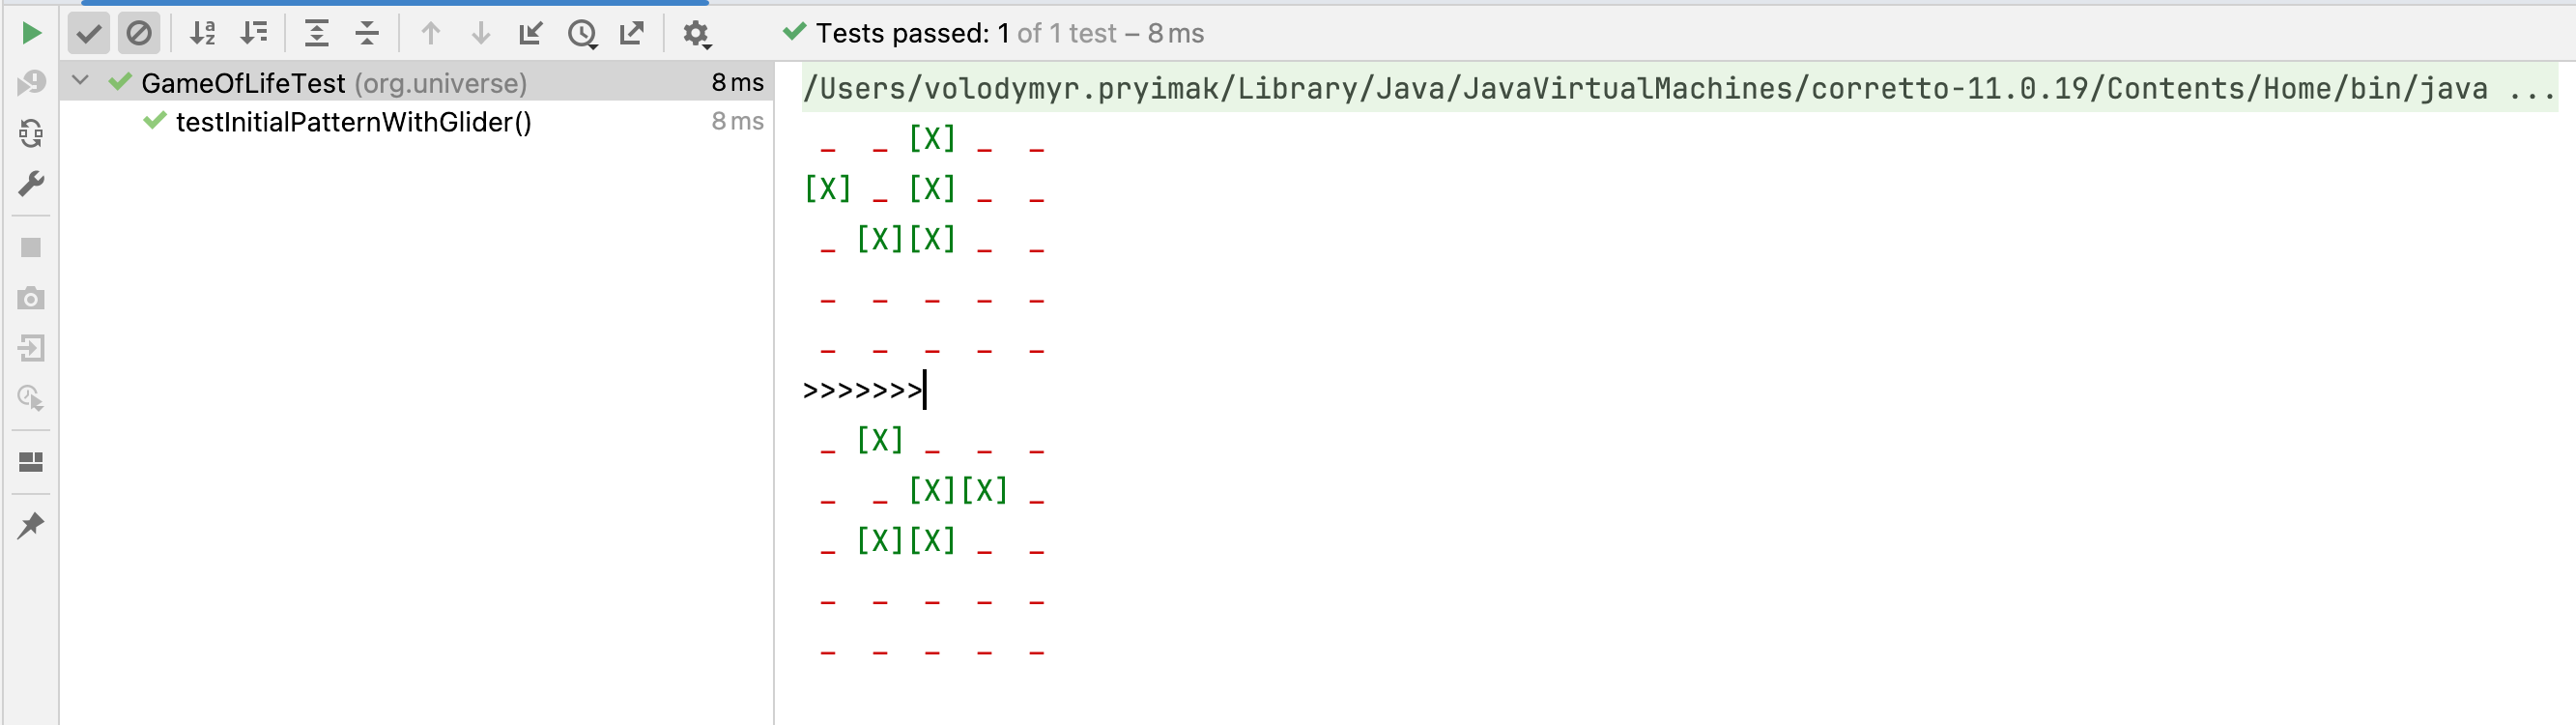 Tests passed: 1 of 1 test – 8 ms
GameOfLifeTest (org.universe) 8 ms
testInitialPatternWithGlider() 8 ms
/Users/volodymyr.pryimak/Library/Java/JavaVirtualMachines/corretto-11.0.19/Contents/Home/bin/java ...
 _  _ [X] _  _
[X] _ [X] _  _
 _ [X][X] _  _
 _  _  _  _  _
 _  _  _  _  _
>>>>>>>
 _ [X] _  _  _
 _  _ [X][X] _
 _ [X][X] _  _
 _  _  _  _  _
 _  _  _  _  _